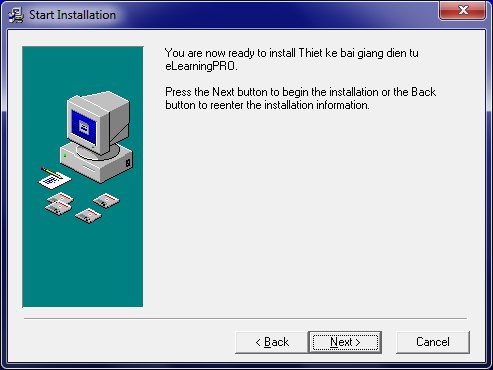 Start Installation
You are now ready to install Thiet ke bai giang dien tu
eLearningPRO.
Press the Next button to begin the installation or the Back
button to reenter the installation information.
< Back
Next >
Cancel